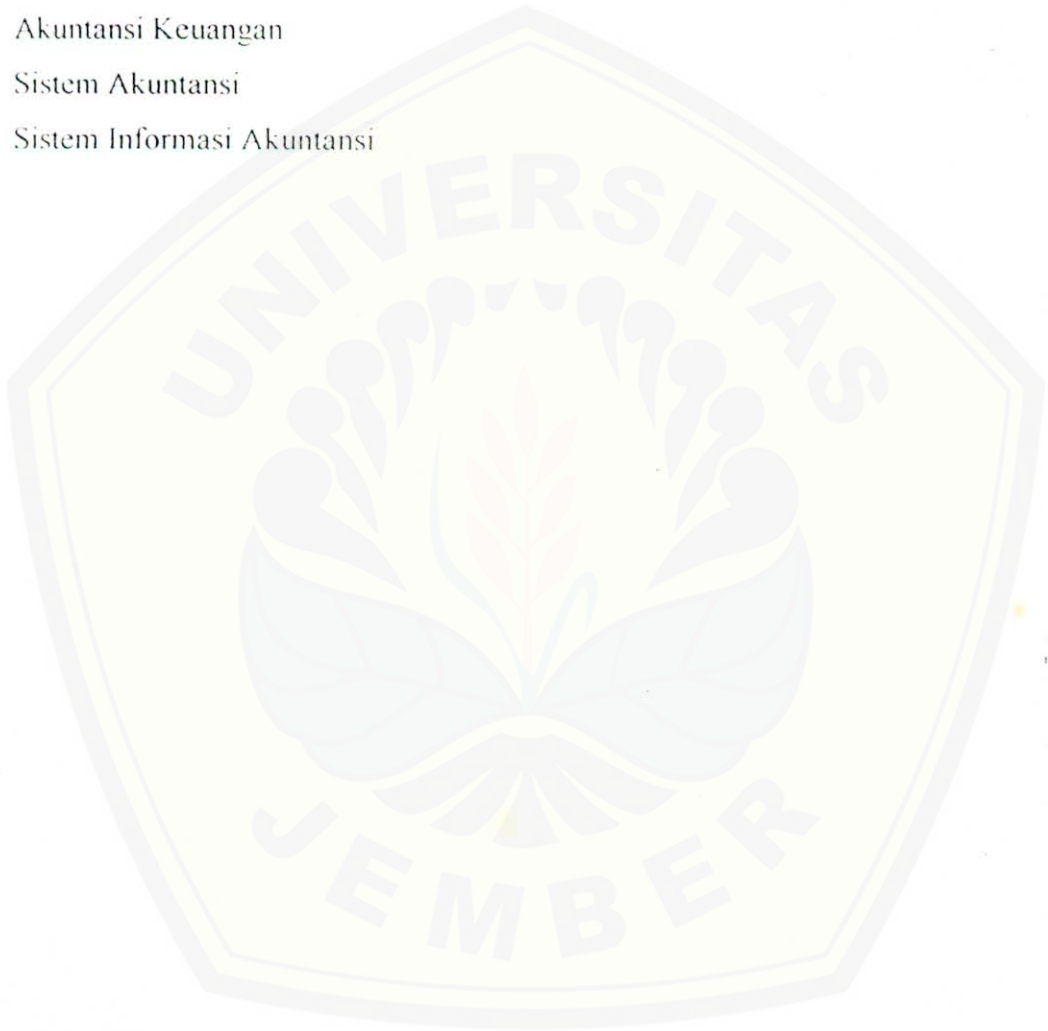 Akuntansi Keuangan
Sistem Akuntansi
Sistem Informasi Akuntansi
UNIVERSITAS
JEMBER